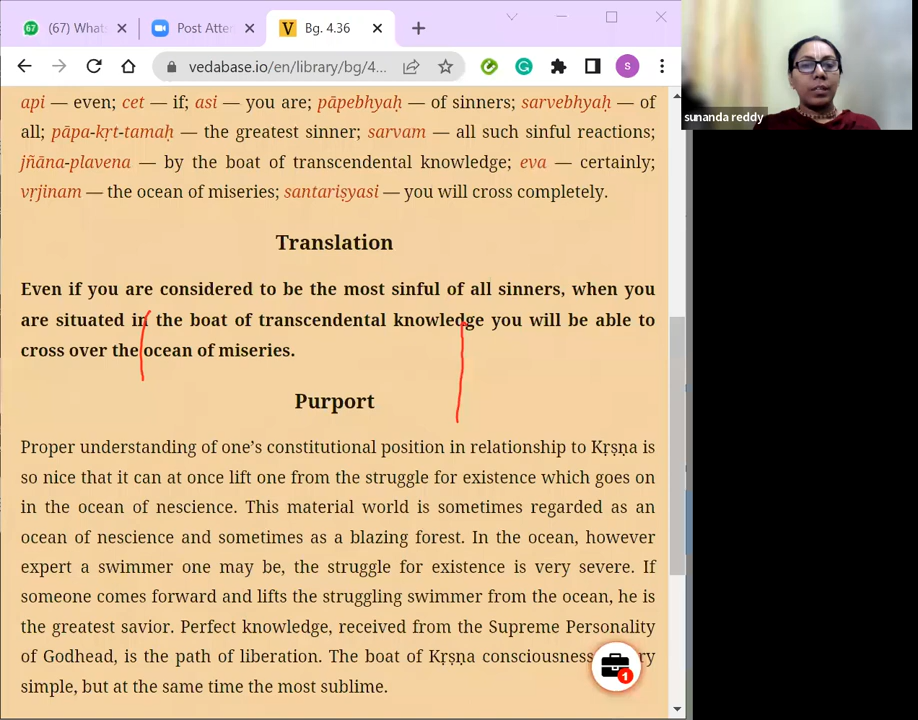 (67) Whats
Post Atten
Bg. 4.36
vedabase.io/en/library/bg/4...
S
67
V
sunanda reddy
api — even; cet — if; asi — you are; pāpebhyaḥ — of sinners; sarvebhyaḥ — of
all; pāpa-kṛt-tamaḥ — the greatest sinner; sarvam — all such sinful reactions;
jñāna-plavena — by the boat of transcendental knowledge; eva — certainly;
vṛjinam — the ocean of miseries; santariṣyasi — you will cross completely.
Translation
Even if you are considered to be the most sinful of all sinners, when you
are situated in the boat of transcendental knowledge you will be able to
cross over the ocean of miseries.
Purport
Proper understanding of one’s constitutional position in relationship to Kṛṣṇa is
so nice that it can at once lift one from the struggle for existence which goes on
in the ocean of nescience. This material world is sometimes regarded as an
ocean of nescience and sometimes as a blazing forest. In the ocean, however
expert a swimmer one may be, the struggle for existence is very severe. If
someone comes forward and lifts the struggling swimmer from the ocean, he is
the greatest savior. Perfect knowledge, received from the Supreme Personality
of Godhead, is the path of liberation. The boat of Kṛṣṇa consciousness ry
simple, but at the same time the most sublime.
1